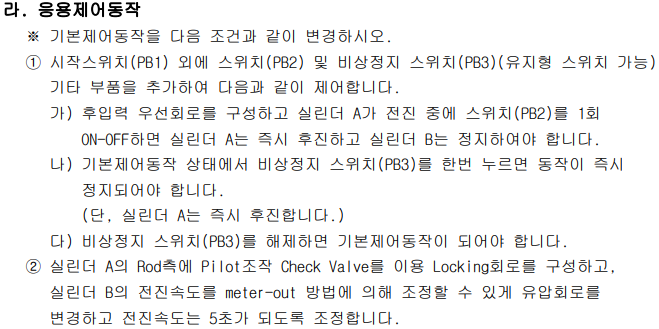 라. 응용제어동작
※ 기본제어동작을 다음 조건과 같이 변경하시오.
① 시작스위치(PB1) 외에 스위치(PB2) 및 비상정지 스위치(PB3)(유지형 스위치 가능)
기타 부품을 추가하여 다음과 같이 제어합니다.
가) 후입력 우선회로를 구성하고 실린더 A가 전진 중에 스위치(PB2)를 1회
ON-OFF하면 실린더 A는 즉시 후진하고 실린더 B는 정지하여야 합니다.
나) 기본제어동작 상태에서 비상정지 스위치(PB3)를 한번 누르면 동작이 즉시
정지되어야 합니다.
(단, 실린더 A는 즉시 후진합니다.)
다) 비상정지 스위치(PB3)를 해제하면 기본제어동작이 되어야 합니다.
② 실린더 A의 Rod측에 Pilot조작 Check Valve를 이용 Locking회로를 구성하고,
실린더 B의 전진속도를 meter-out 방법에 의해 조정할 수 있게 유압회로를
변경하고 전진속도는 5초가 되도록 조정합니다.